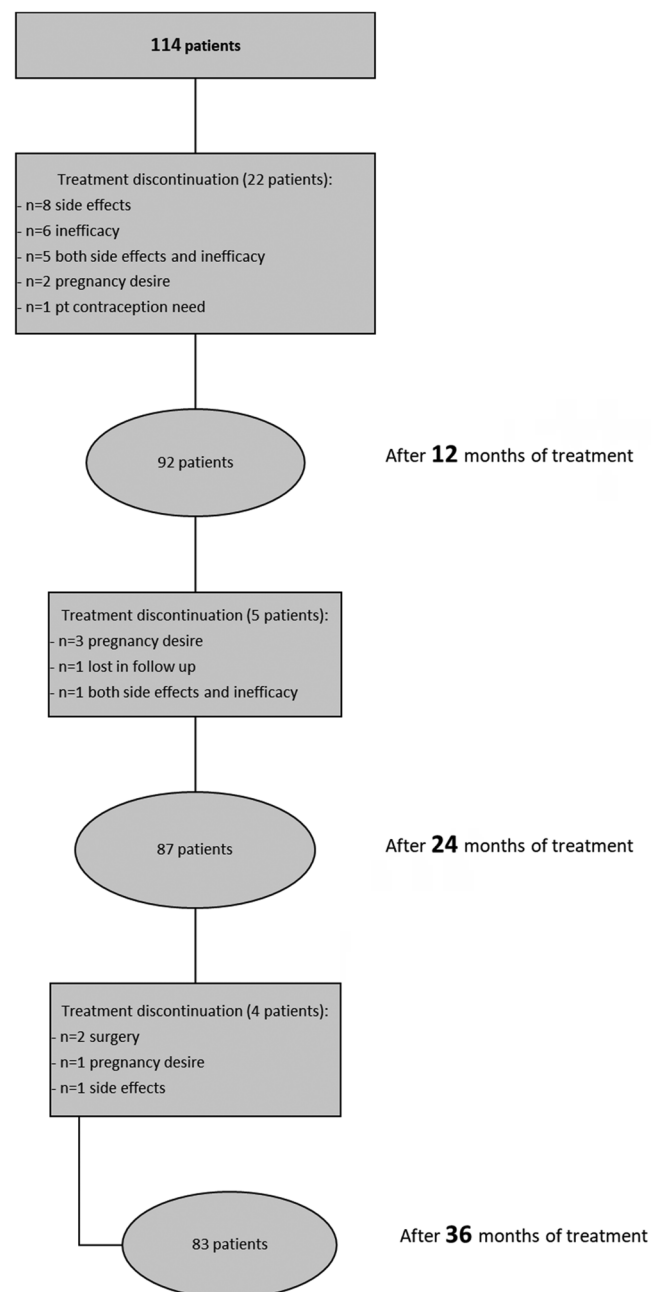 114 patients
Treatment discontinuation (22 patients):
- n=8 side effects
- n=6 inefficacy
- n=5 both side effects and inefficacy
- n=2 pregnancy desire
- n=1 pt contraception need
92 patients
After 12 months of treatment
Treatment discontinuation (5 patients):
- n=3 pregnancy desire
- n=1 lost in follow up
- n=1 both side effects and inefficacy
87 patients
After 24 months of treatment
Treatment discontinuation (4 patients):
- n=2 surgery
- n=1 pregnancy desire
- n=1 side effects
83 patients
After 36 months of treatment